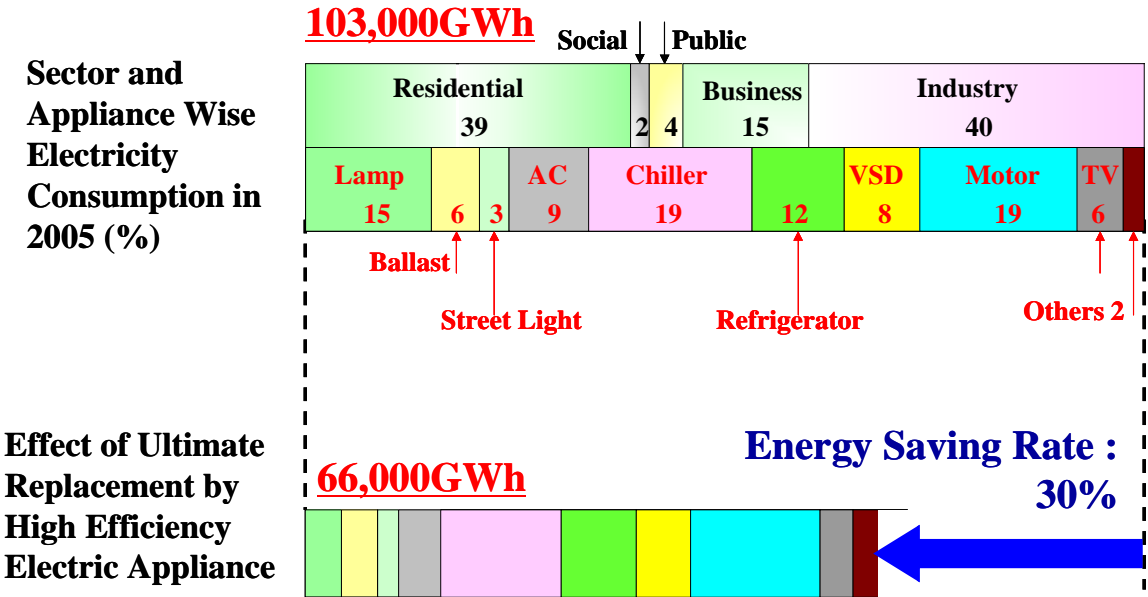 103,000GWh
Social
Public
Sector and
Appliance Wise
Electricity
Consumption in
2005 (%)
Residential
39
2
4
Business
15
Industry
40
Lamp
15
6
3
AC
9
Chiller
19
12
VSD
8
Motor
19
TV
6
Ballast
Street Light
Refrigerator
Others 2
Effect of Ultimate
Replacement by
High Efficiency
Electric Appliance
66,000GWh
Energy Saving Rate :
30%